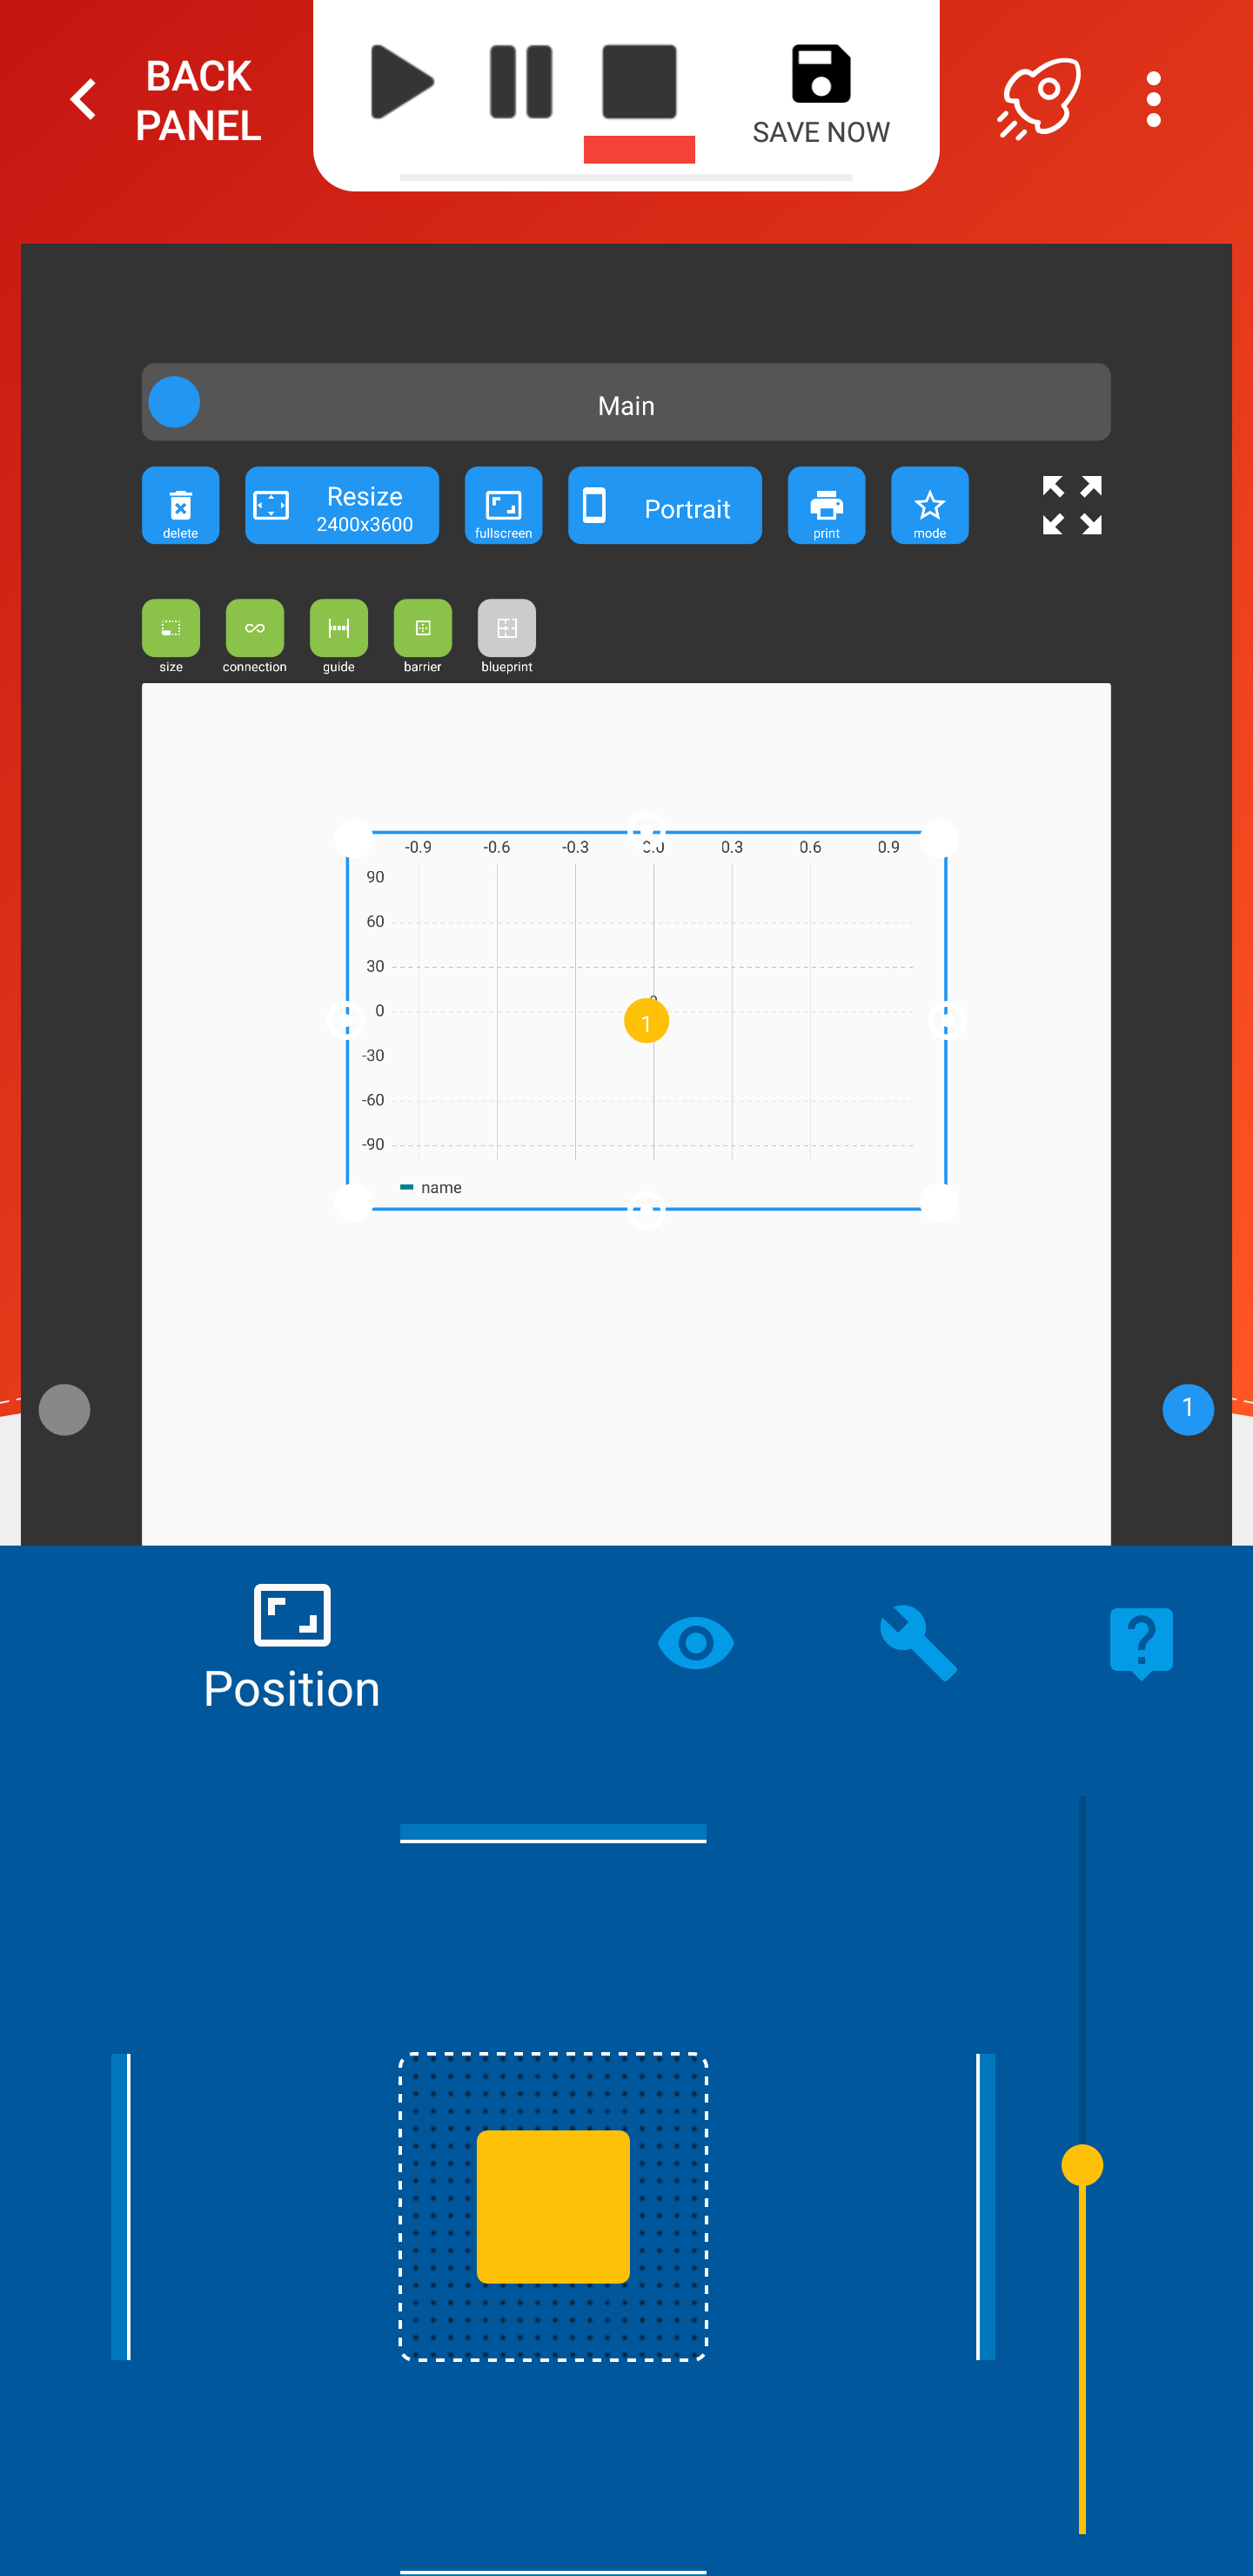 BACK
PANEL
SAVE NOW
Main
delete
Resize
2400x3600
fullscreen
Portrait
print
mode
size
connection
guide
barrier
blueprint
-0.9 -0.6 -0.3 0.0 0.3 0.6 0.9
90
60
30
0
1
-30
-60
-90
name
1
Position